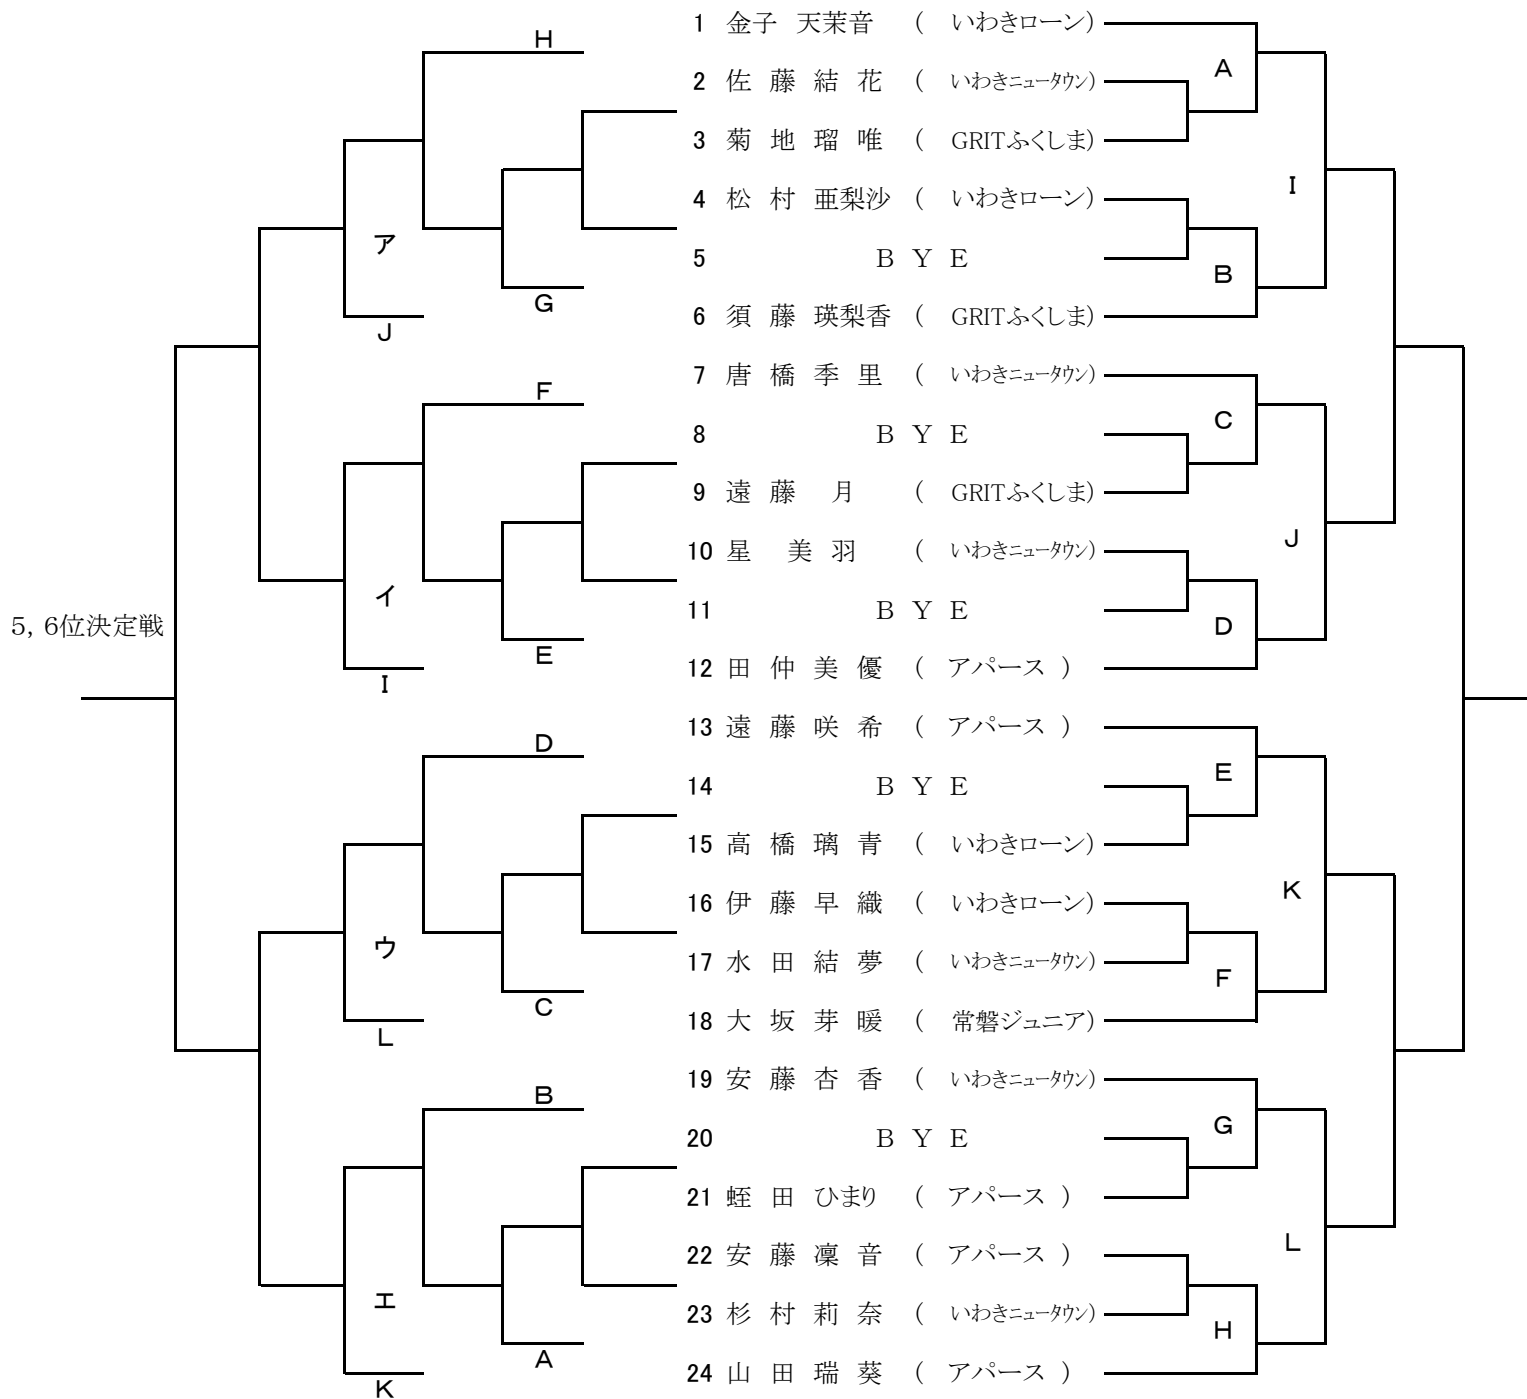 1 金子 天茉音 ( いわきローン)
H
A
2 佐藤結花 ( いわきニュータウン)
3 菊地瑠唯 ( GRITふくしま)
4 松村亜梨沙 ( いわきローン)
I
ア
5 BYE
B
G
6 須藤瑛梨香 ( GRITふくしま)
J
7 唐橋季里 ( いわきニュータウン)
F
C
8 BYE
9 遠藤 月 ( GRITふくしま)
J
10 星 美羽 ( いわきニュータウン)
イ
11 BYE
5, 6位決定戦
D
E
12 田仲美優 ( アパース )
I
13 遠藤咲希 ( アパース )
D
E
14 BYE
15 高橋璃青 ( いわきローン)
K
16 伊藤早織 ( いわきローン)
ウ
17 水田結夢 ( いわきニュータウン)
F
C
18 大坂芽暖 ( 常磐ジュニア)
L
19 安藤杏香 ( いわきニュータウン)
B
G
20 BYE
21 蛭田ひまり ( アパース )
L
22 安藤凜音 ( アパース )
エ
23 杉村莉奈 ( いわきニュータウン)
H
A
24 山田瑞葵 ( アパース )
K